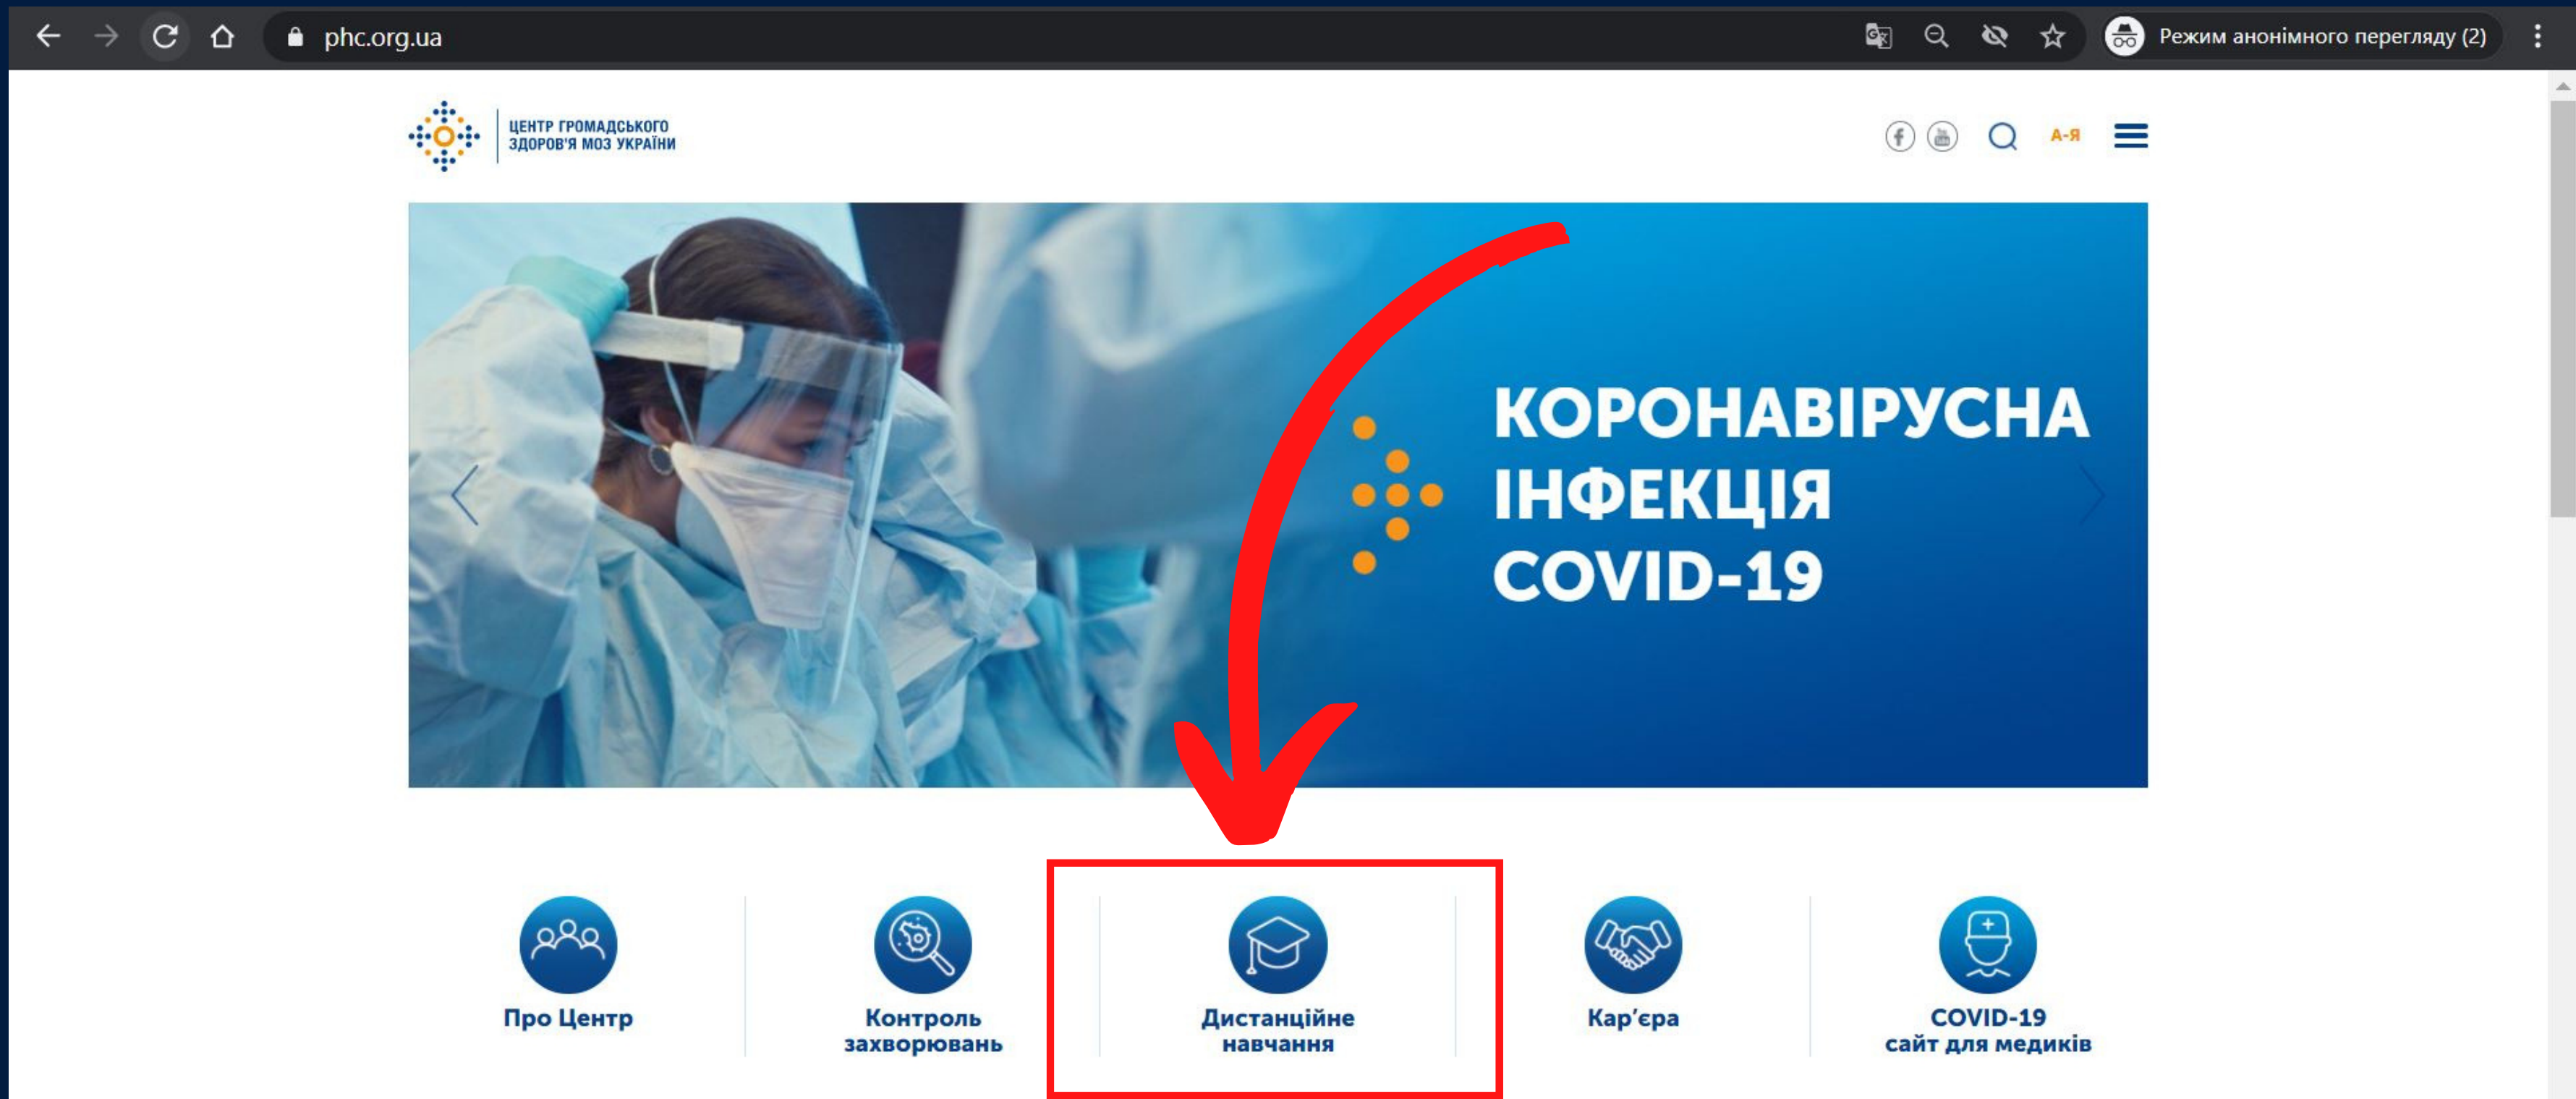 phc.org.ua
Режим анонімного перегляду (2)
ЦЕНТР ГРОМАДСЬКОГО
ЗДОРОВ'Я МОЗ УКРАЇНИ
А-Я
КОРОНАВІРУСНА
ІНФЕКЦІЯ
COVID-19
Про Центр
Контроль
захворювань
Дистанційне
навчання
Кар’єра
COVID-19
сайт для медиків